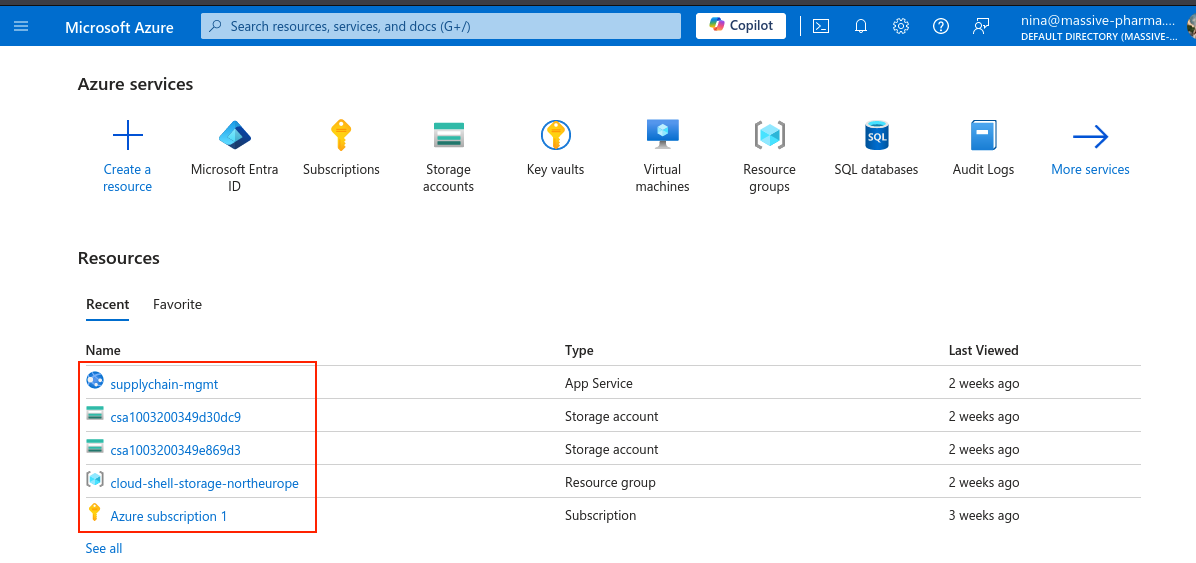 Microsoft Azure
Search resources, services, and docs (G+/)
Copilot
nina@massive-pharma....
DEFAULT DIRECTORY (MASSIVE-...
Azure services
Create a
resource
Microsoft Entra
ID
Subscriptions
Storage
accounts
Key vaults
Virtual
machines
Resource
groups
SQL
SQL databases
Audit Logs
More services
Resources
Recent Favorite
Name Type Last Viewed
supplychain-mgmt App Service 2 weeks ago
csa1003200349d30dc9 Storage account 2 weeks ago
csa1003200349e869d3 Storage account 2 weeks ago
cloud-shell-storage-northeurope Resource group 2 weeks ago
Azure subscription 1 Subscription 3 weeks ago
See all